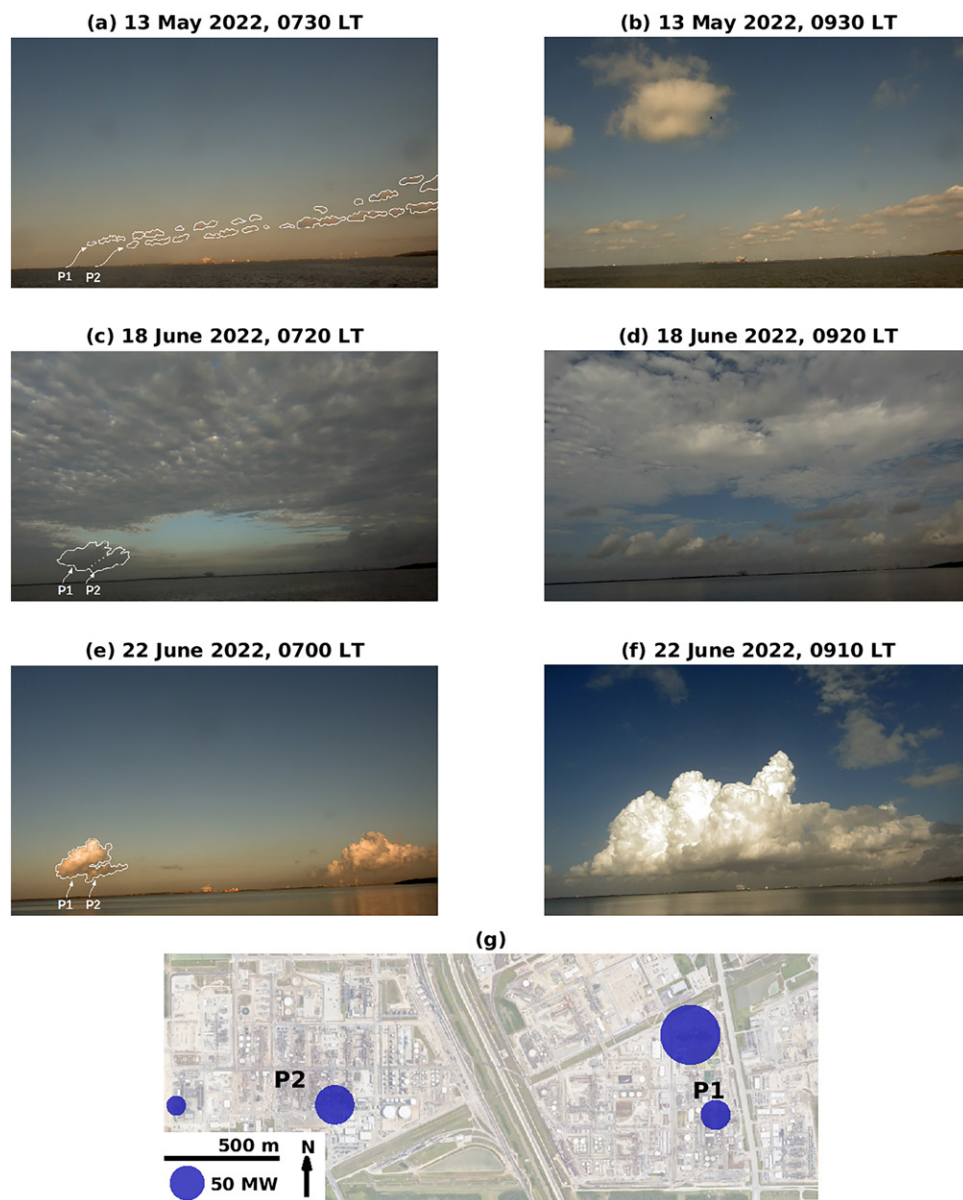 (a) 13 May 2022, 0730 LT
(b) 13 May 2022, 0930 LT
P1 P2
(c) 18 June 2022, 0720 LT
(d) 18 June 2022, 0920 LT
P1 P2
(e) 22 June 2022, 0700 LT
(f) 22 June 2022, 0910 LT
P1 P2
(g)
P2
P1
500 m N
50 MW